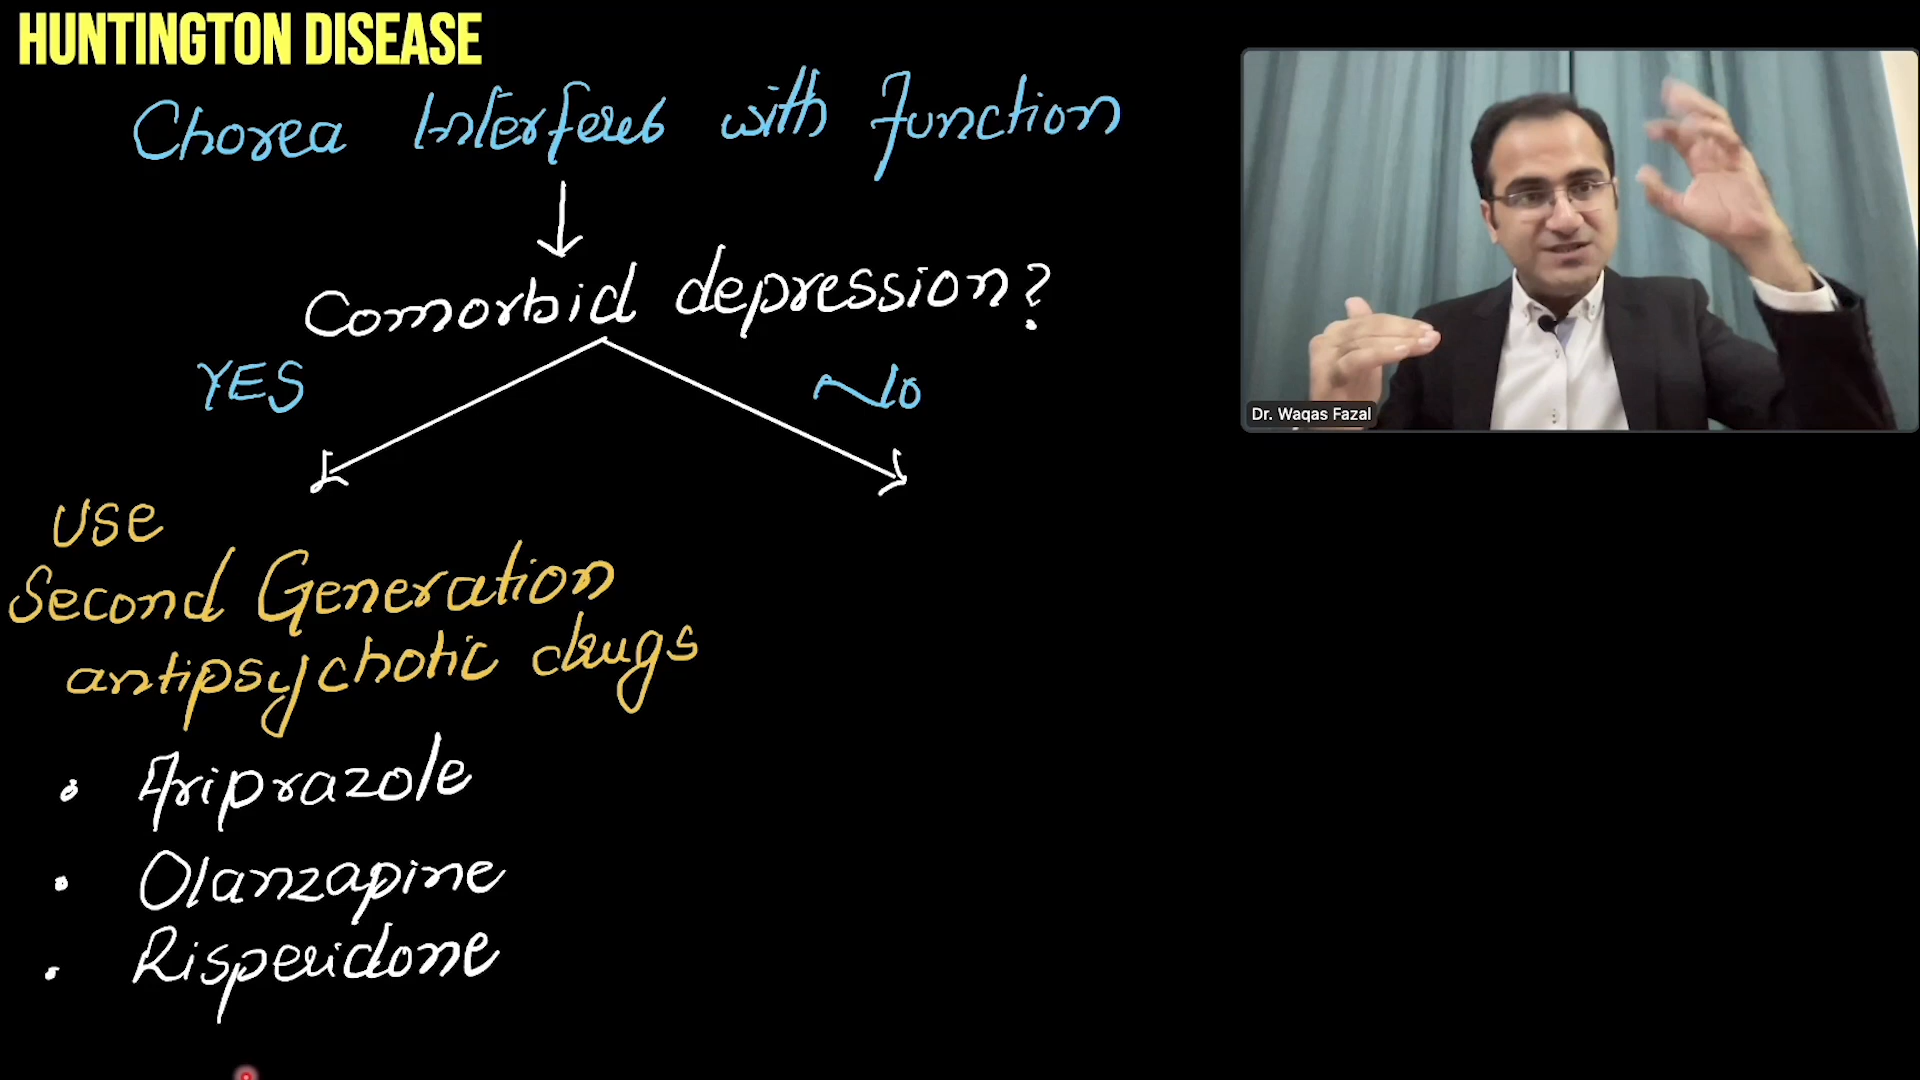 HUNTINGTON DISEASE
Chorea Interferes with Function
Comorbid depression?
YES
No
Dr. Waqas Fazal
Use
Second Generation
antipsychotic drugs
• Ariprazole
• Olanzapine
• Risperidone